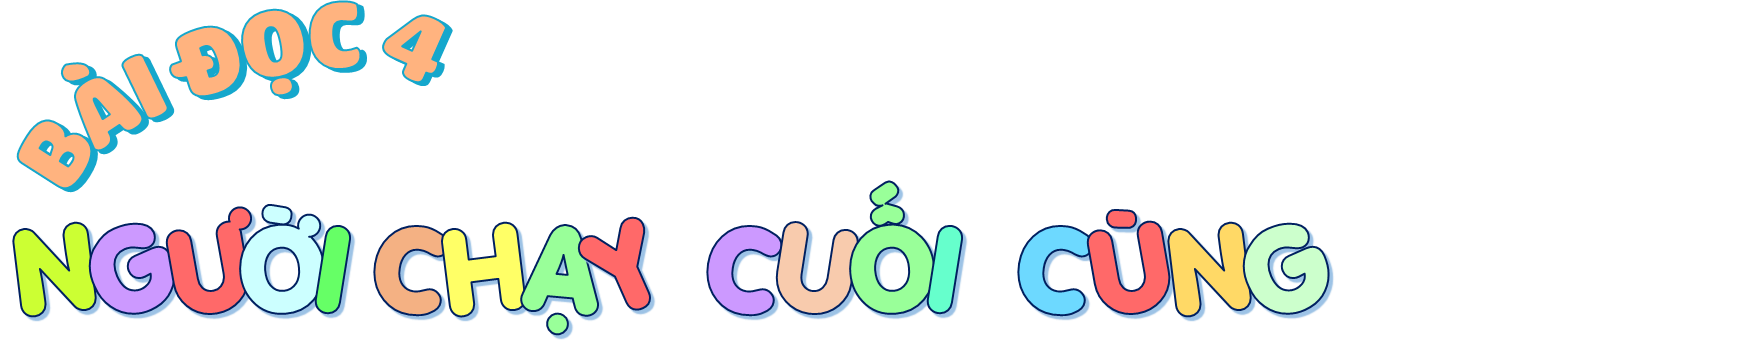 BÀI ĐỌC 4
NGƯỜI CHẠY CUỐI CÙNG